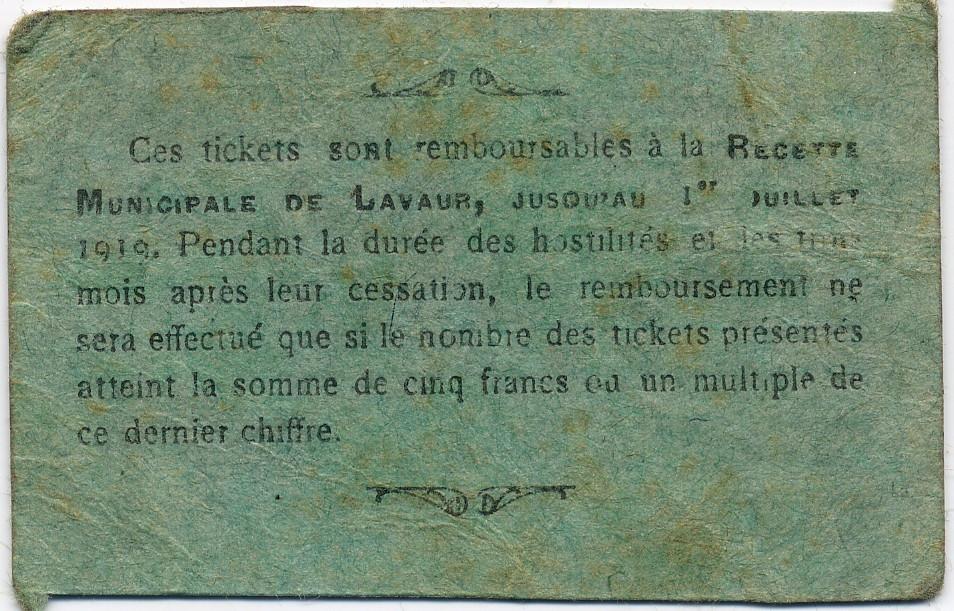 Ces tickets sont remboursables à la RECETTE
MUNICIPALE DE LAVAUR, JUSQU'AU 1er JUILLET
1919. Pendant la durée des hostilités et les trois
mois après leur cessation, le remboursement ne
sera effectué que si le nombre des tickets présentés
atteint la somme de cinq francs ou un multiple de
ce dernier chiffre.